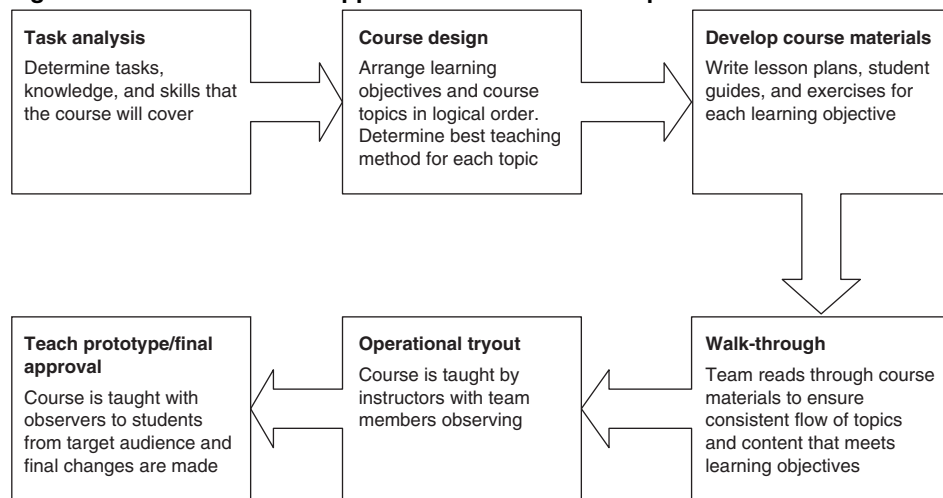 Task analysis
Determine tasks,
knowledge, and skills that
the course will cover
Course design
Arrange learning
objectives and course
topics in logical order.
Determine best teaching
method for each topic
Develop course materials
Write lesson plans, student
guides, and exercises for
each learning objective
Walk-through
Team reads through course
materials to ensure
consistent flow of topics
and content that meets
learning objectives
Operational tryout
Course is taught by
instructors with team
members observing
Teach prototype/final
approval
Course is taught with
observers to students
from target audience and
final changes are made